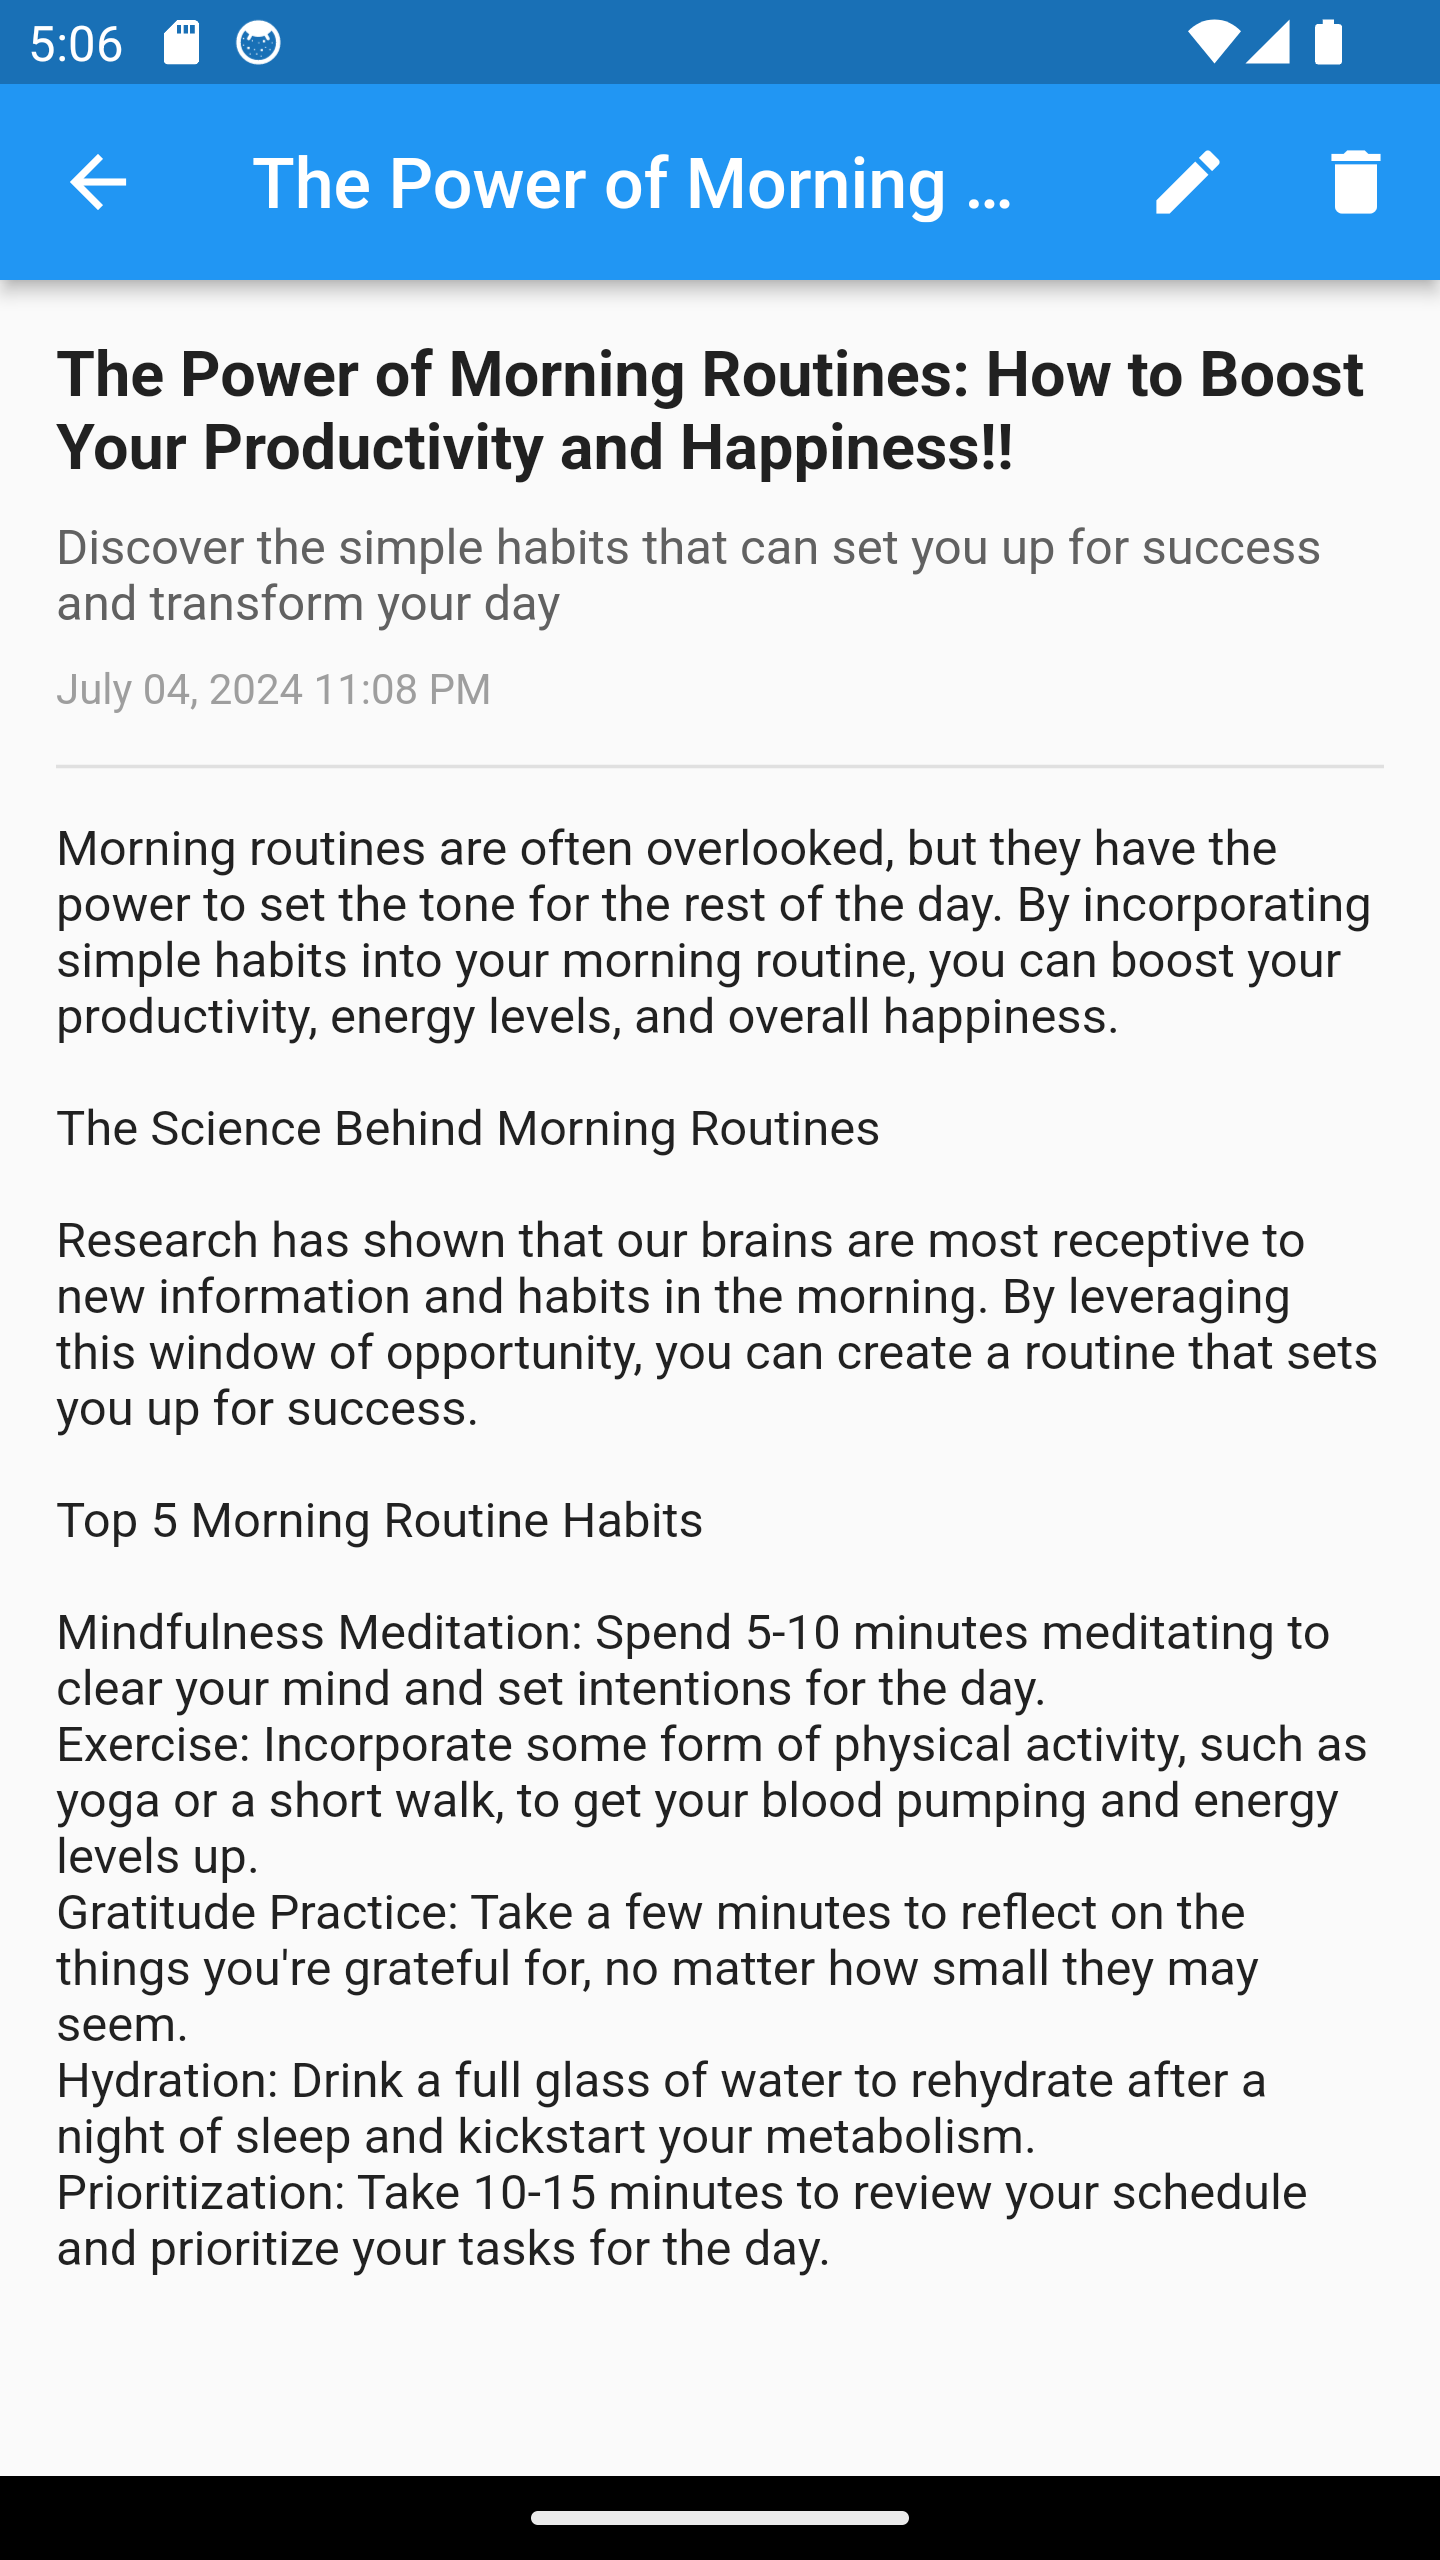 5:06
The Power of Morning ...
The Power of Morning Routines: How to Boost
Your Productivity and Happiness!!
Discover the simple habits that can set you up for success
and transform your day
July 04, 2024 11:08 PM
Morning routines are often overlooked, but they have the
power to set the tone for the rest of the day. By incorporating
simple habits into your morning routine, you can boost your
productivity, energy levels, and overall happiness.
The Science Behind Morning Routines
Research has shown that our brains are most receptive to
new information and habits in the morning. By leveraging
this window of opportunity, you can create a routine that sets
you up for success.
Top 5 Morning Routine Habits
Mindfulness Meditation: Spend 5-10 minutes meditating to
clear your mind and set intentions for the day.
Exercise: Incorporate some form of physical activity, such as
yoga or a short walk, to get your blood pumping and energy
levels up.
Gratitude Practice: Take a few minutes to reflect on the
things you're grateful for, no matter how small they may
seem.
Hydration: Drink a full glass of water to rehydrate after a
night of sleep and kickstart your metabolism.
Prioritization: Take 10-15 minutes to review your schedule
and prioritize your tasks for the day.